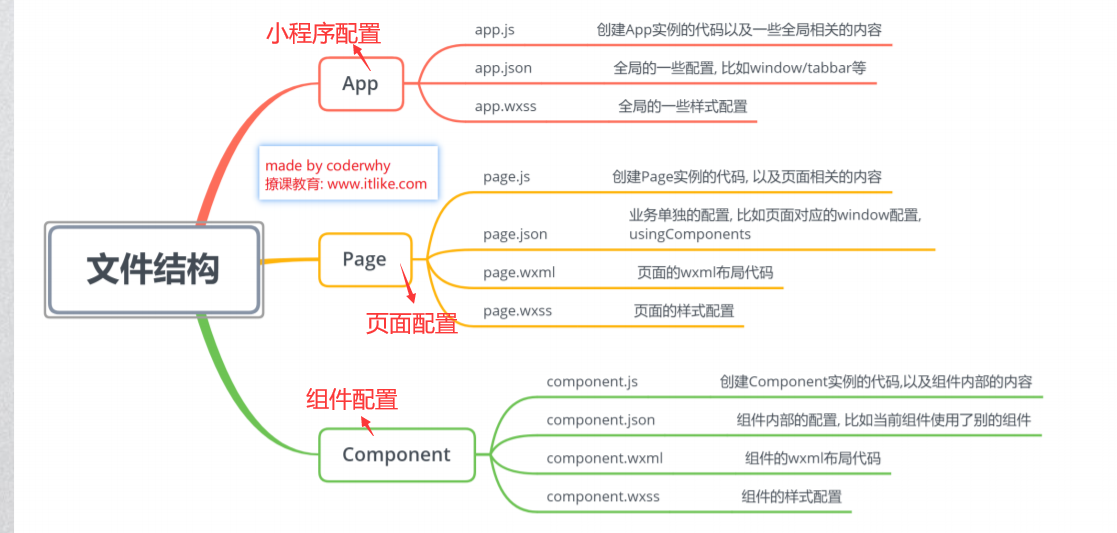 小程序配置
App
app.js 创建App实例的代码以及一些全局相关的内容
app.json 全局的一些配置, 比如window/tabbar等
app.wxss 全局的一些样式配置
made by coderwhy
撩课教育: www.itlike.com
文件结构
Page
页面配置
page.js 创建Page实例的代码, 以及页面相关的内容
page.json 业务单独的配置, 比如页面对应的window配置,
usingComponents
page.wxml 页面的wxml布局代码
page.wxss 页面的样式配置
组件配置
Component
component.js 创建Component实例的代码,以及组件内部的内容
component.json 组件内部的配置, 比如当前组件使用了别的组件
component.wxml 组件的wxml布局代码
component.wxss 组件的样式配置